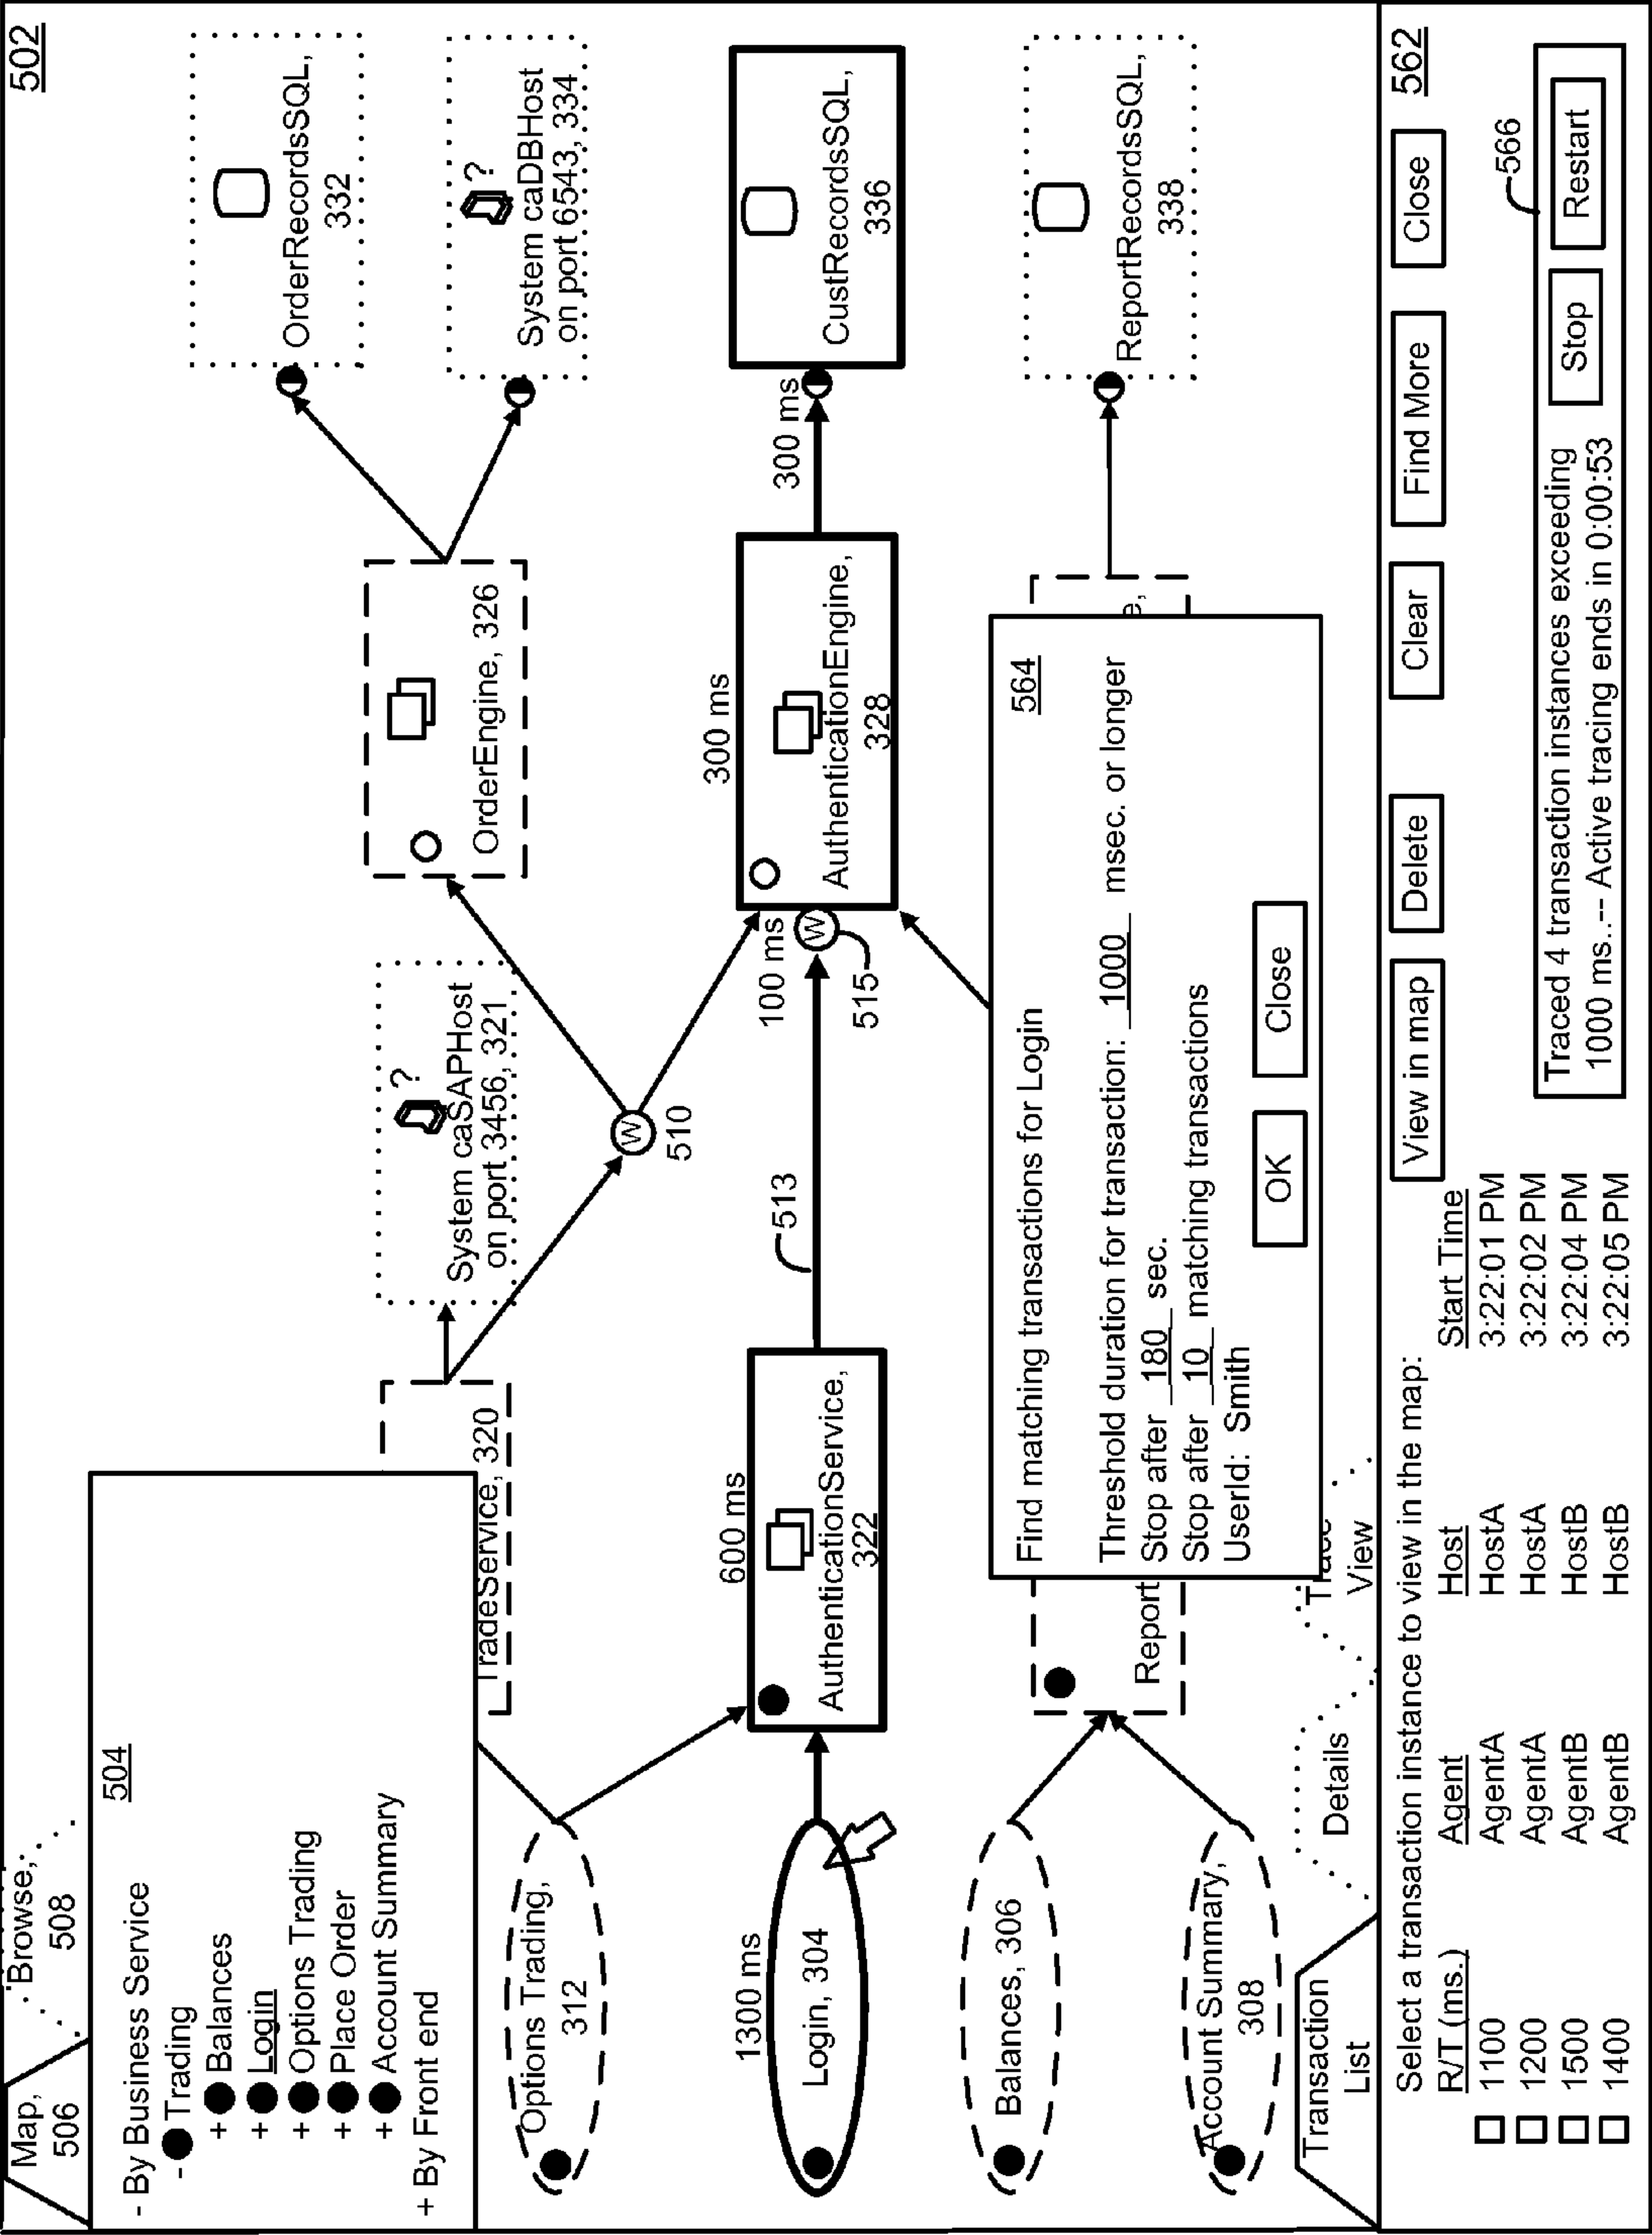 502
Map,
506
Browse,
508
504
- By Business Service
- Trading
+ Balances
+ Login
+ Options Trading
+ Place Order
+ Account Summary
+ By Front end
TradeService, 320
System caSAPHost
on port 3456, 321
?
OrderEngine, 326
OrderRecordsSQL,
332
?
System caDBHost
on port 6543, 334
W
510
Options Trading,
312
1300 ms
Login, 304
600 ms
AuthenticationService,
322
513
100 ms
W
515
300 ms
AuthenticationEngine,
328
300 ms
CustRecordsSQL,
336
Balances, 306
Account Summary,
308
Report
e,
ReportRecordsSQL,
338
564
Find matching transactions for Login
Threshold duration for transaction: 1000 msec. or longer
Stop after 180 sec.
Stop after 10 matching transactions
UserId: Smith
OK
Close
Transaction
List
Details
Trace
View
562
Select a transaction instance to view in the map:
View in map
Delete
Clear
Find More
Close
R/T (ms.) Agent Host Start Time
1100 AgentA HostA 3:22:01 PM
1200 AgentA HostA 3:22:02 PM
1500 AgentB HostB 3:22:04 PM
1400 AgentB HostB 3:22:05 PM
566
Traced 4 transaction instances exceeding
1000 ms..-- Active tracing ends in 0:00:53
Stop
Restart